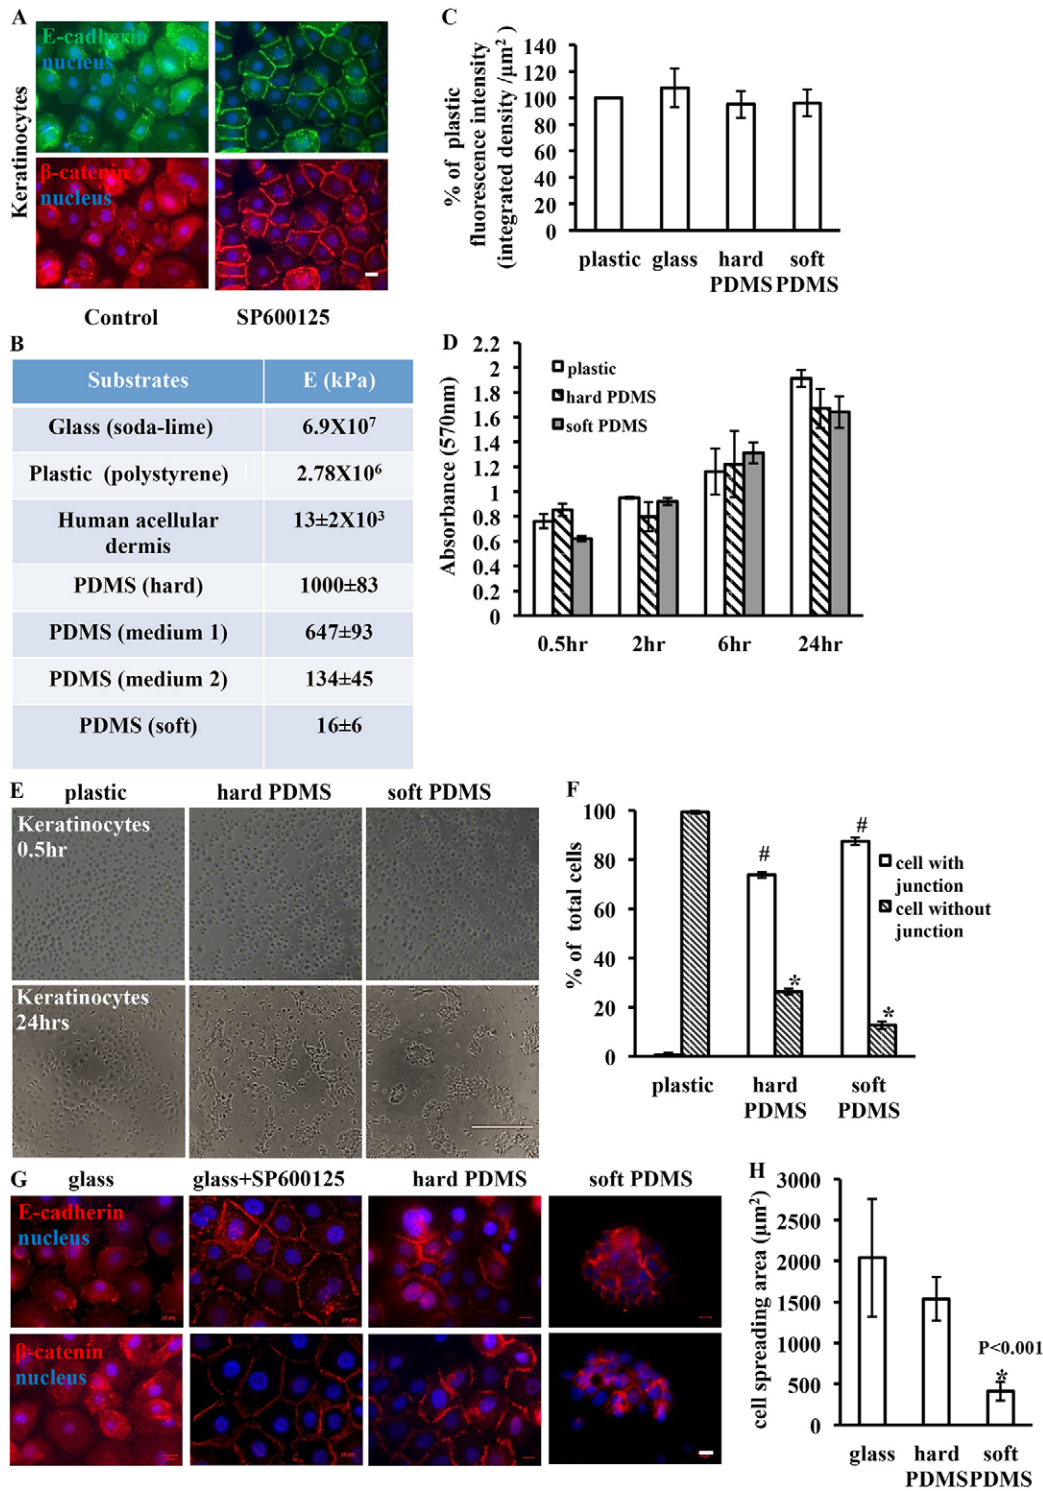 A
E-cadherin
nucleus
Keratinocytes
β-catenin
nucleus
Control
SP600125
B
Substrates E (kPa)
Glass (soda-lime) 6.9X10⁷
Plastic (polystyrene) 2.78X10⁶
Human acellular
dermis
13±2X10³
PDMS (hard) 1000±83
PDMS (medium 1) 647±93
PDMS (medium 2) 134±45
PDMS (soft) 16±6
C
% of plastic
fluorescence intensity
(integrated density /µm²)
140
120
100
80
60
40
20
0
plastic
glass
hard
PDMS
soft
PDMS
D
Absorbance (570nm)
2.2
2
1.8
1.6
1.4
1.2
1
0.8
0.6
0.4
0.2
0
plastic
hard PDMS
soft PDMS
0.5hr
2hr
6hr
24hr
E
plastic
hard PDMS
soft PDMS
Keratinocytes
0.5hr
Keratinocytes
24hrs
F
% of total cells
100
80
60
40
20
0
#
*
#
*
cell with
junction
cell without
junction
plastic
hard
PDMS
soft
PDMS
G
glass
glass+SP600125
hard PDMS
soft PDMS
E-cadherin
nucleus
β-catenin
nucleus
H
cell spreading area (µm²)
3000
2500
2000
1500
1000
500
0
P<0.001
*
glass
hard
PDMS
soft
PDMS